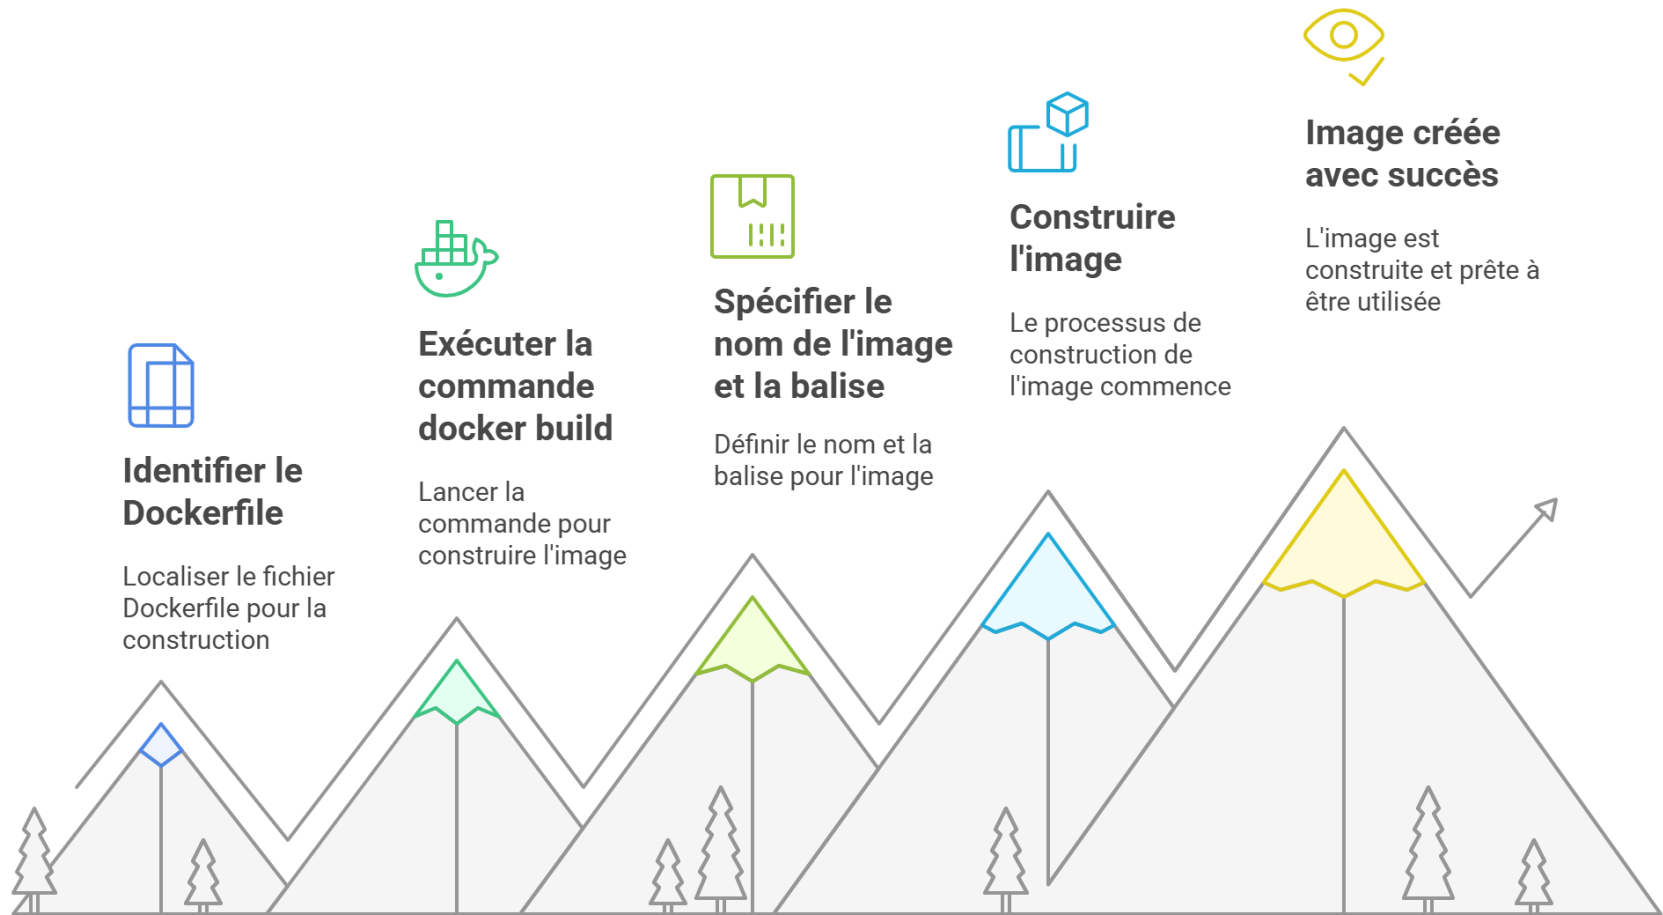 Identifier le
Dockerfile
Localiser le fichier
Dockerfile pour la
construction
Exécuter la
commande
docker build
Lancer la
commande pour
construire l'image
Spécifier le
nom de l'image
et la balise
Définir le nom et la
balise pour l'image
Construire
l'image
Le processus de
construction de
l'image commence
Image créée
avec succès
L'image est
construite et prête à
être utilisée